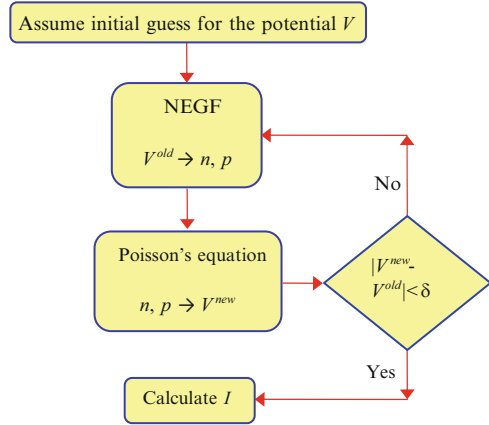 Assume initial guess for the potential V
NEGF
V^old → n, p
No
Poisson's equation
n, p → V^new
|V^new-
V^old|<δ
Yes
Calculate I